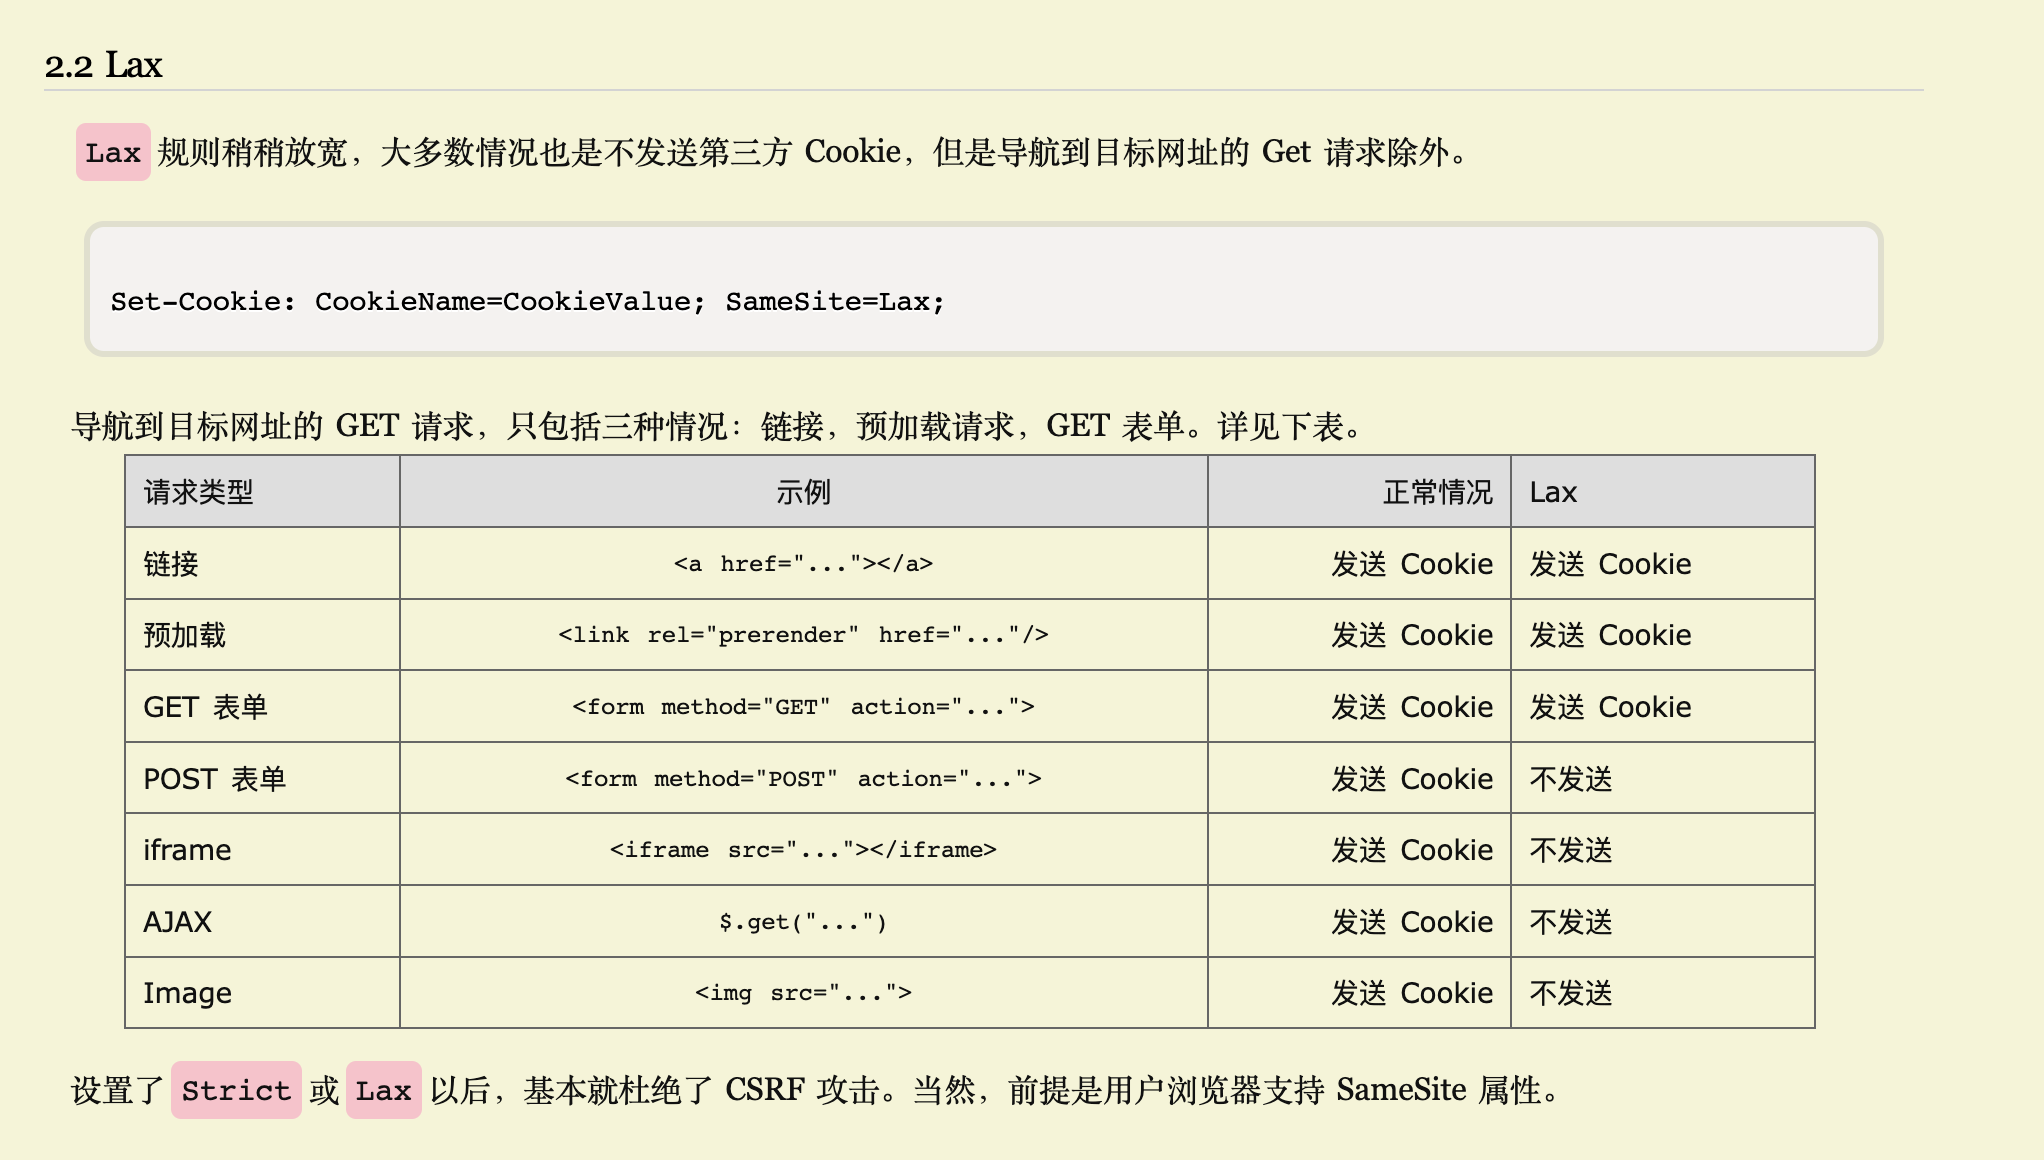 2.2 Lax
Lax 规则稍稍放宽，大多数情况也是不发送第三方 Cookie，但是导航到目标网址的 Get 请求除外。
Set-Cookie: CookieName=CookieValue; SameSite=Lax;
导航到目标网址的 GET 请求，只包括三种情况：链接，预加载请求，GET 表单。详见下表。
请求类型 示例 正常情况 Lax
链接 <a href="..."></a> 发送 Cookie 发送 Cookie
预加载 <link rel="prerender" href="..."/> 发送 Cookie 发送 Cookie
GET 表单 <form method="GET" action="..."> 发送 Cookie 发送 Cookie
POST 表单 <form method="POST" action="..."> 发送 Cookie 不发送
iframe <iframe src="..."></iframe> 发送 Cookie 不发送
AJAX $.get("...") 发送 Cookie 不发送
Image <img src="..."> 发送 Cookie 不发送
设置了 Strict 或 Lax 以后，基本就杜绝了 CSRF 攻击。当然，前提是用户浏览器支持 SameSite 属性。